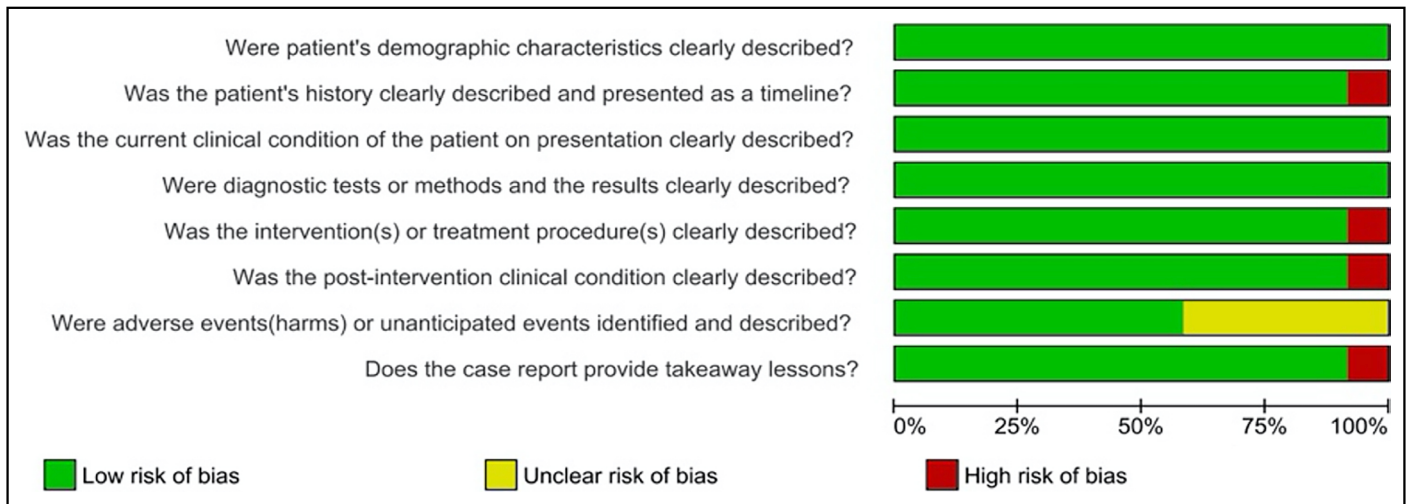 Were patient's demographic characteristics clearly described?
Was the patient's history clearly described and presented as a timeline?
Was the current clinical condition of the patient on presentation clearly described?
Were diagnostic tests or methods and the results clearly described?
Was the intervention(s) or treatment procedure(s) clearly described?
Was the post-intervention clinical condition clearly described?
Were adverse events(harms) or unanticipated events identified and described?
Does the case report provide takeaway lessons?
0% 25% 50% 75% 100%
Low risk of bias Unclear risk of bias High risk of bias